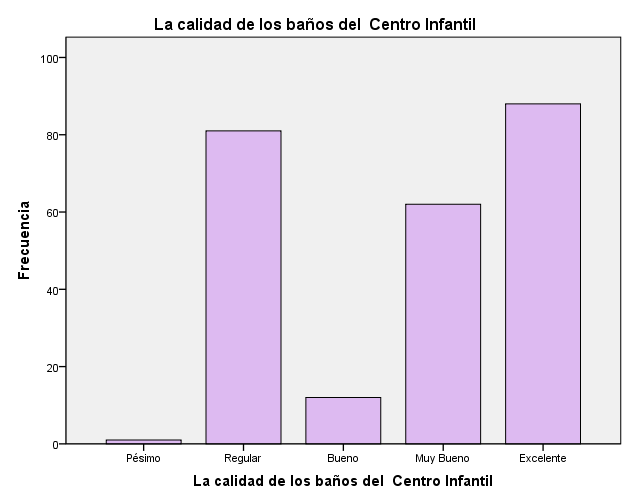 La calidad de los baños del  Centro Infantil
100
80
60
40
20
0
Frecuencia
Pésimo Regular Bueno Muy Bueno Excelente
La calidad de los baños del  Centro Infantil